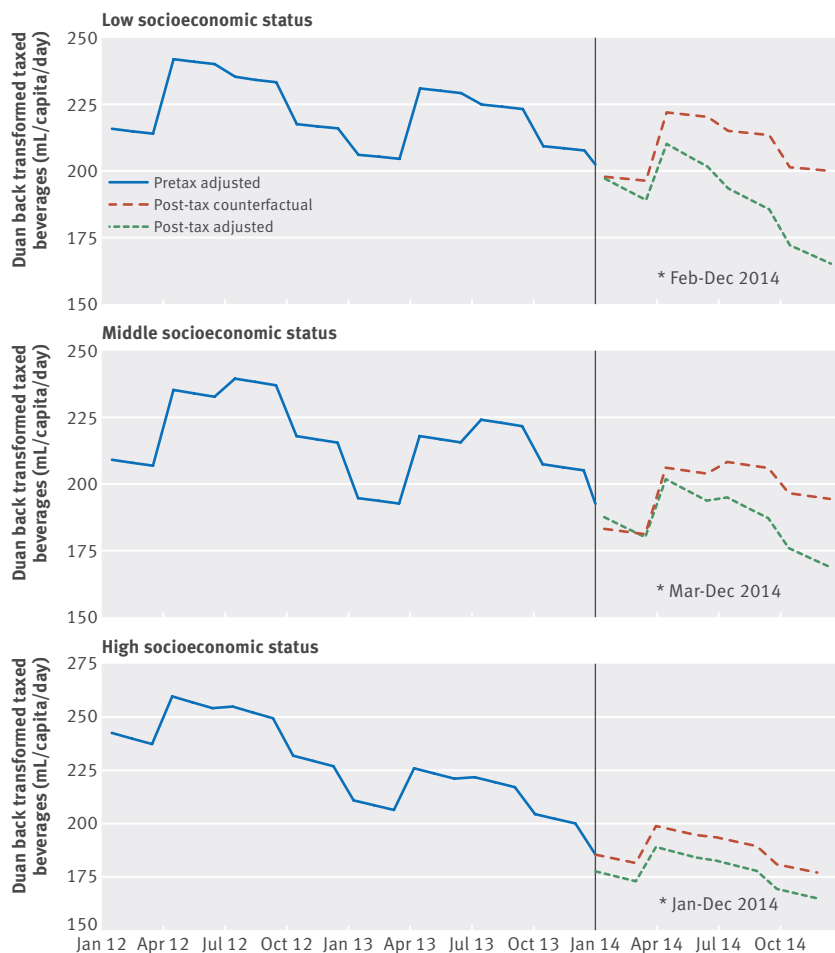 Low socioeconomic status
Duan back transformed taxed
beverages (mL/capita/day)
250
225
200
175
150
Pretax adjusted
Post-tax counterfactual
Post-tax adjusted
* Feb-Dec 2014
Middle socioeconomic status
Duan back transformed taxed
beverages (mL/capita/day)
250
225
200
175
150
* Mar-Dec 2014
High socioeconomic status
Duan back transformed taxed
beverages (mL/capita/day)
275
250
225
200
175
150
* Jan-Dec 2014
Jan 12 Apr 12 Jul 12 Oct 12 Jan 13 Apr 13 Jul 13 Oct 13 Jan 14 Apr 14 Jul 14 Oct 14